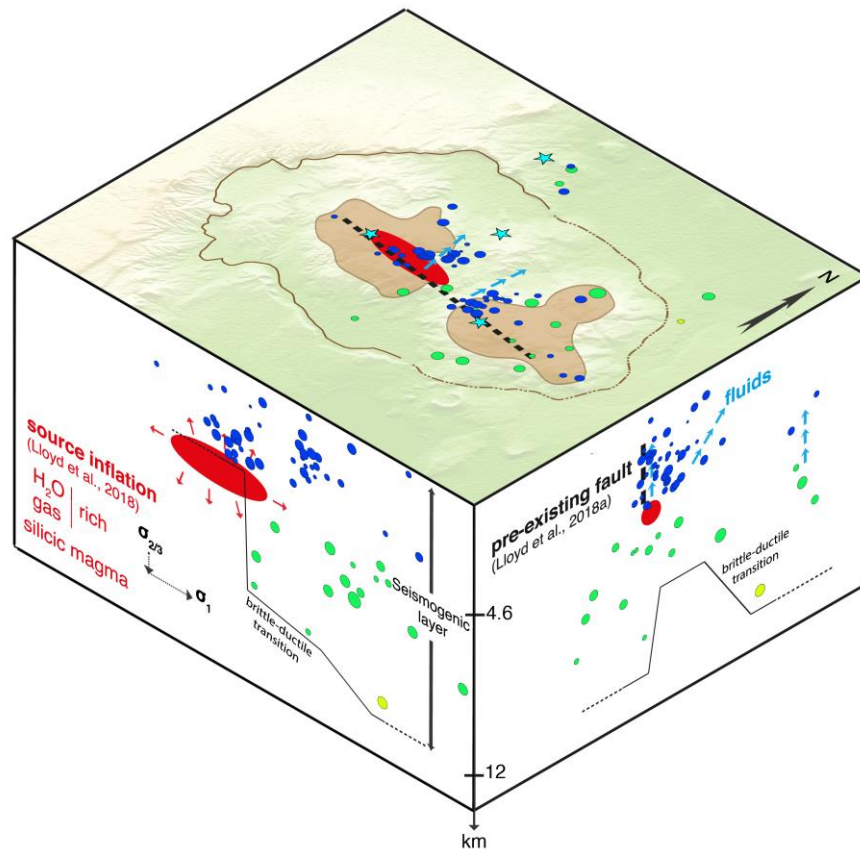 N
fluids
source inflation
(Lloyd et al., 2018)
H2O
gas
rich
silicic magma
σ2/3
σ1
brittle-ductile
transition
Seismogenic
layer
pre-existing fault
(Lloyd et al., 2018a)
brittle-ductile
transition
4.6
12
km